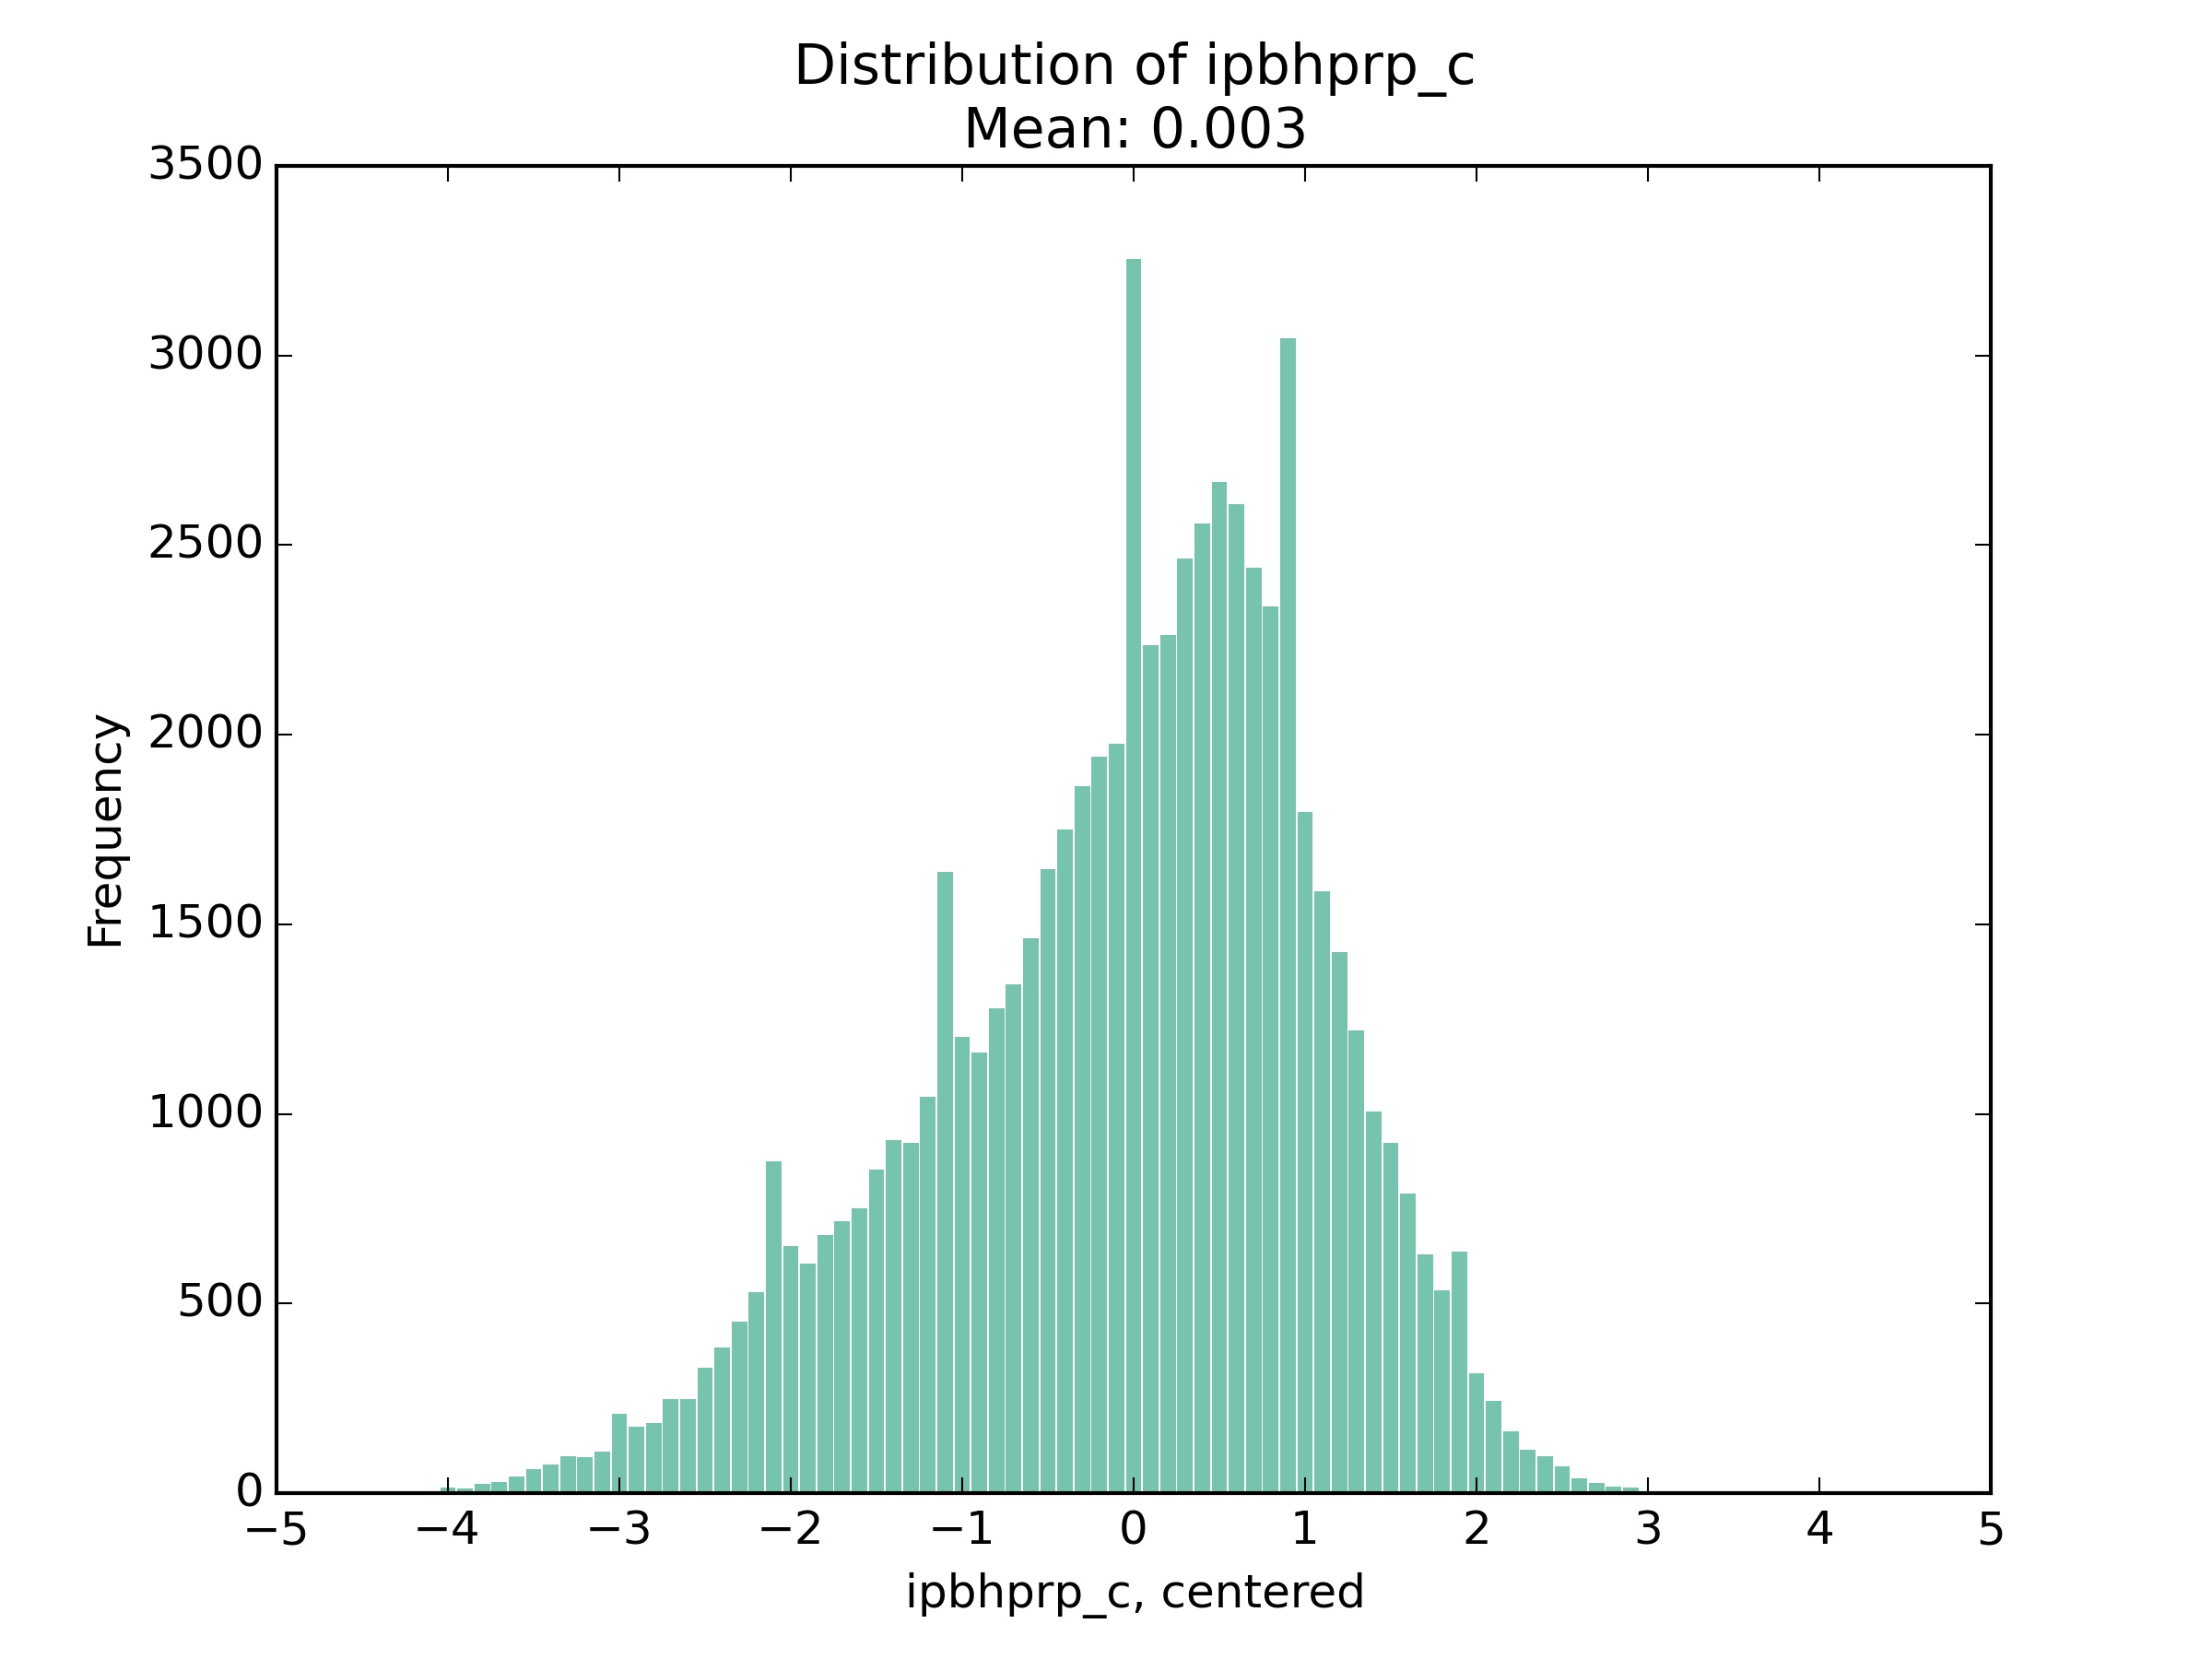 Distribution of ipbhprp_c
Mean: 0.003
3500
3000
2500
2000
1500
1000
500
0
Frequency
−5 −4 −3 −2 −1 0 1 2 3 4 5
ipbhprp_c, centered